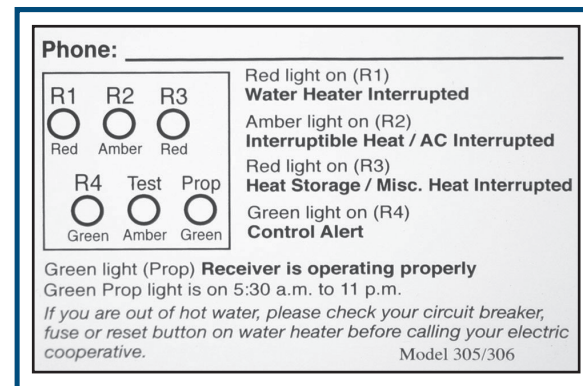 Phone:
R1 R2 R3
Red Amber Red
R4 Test Prop
Green Amber Green
Red light on (R1)
Water Heater Interrupted
Amber light on (R2)
Interruptible Heat / AC Interrupted
Red light on (R3)
Heat Storage / Misc. Heat Interrupted
Green light on (R4)
Control Alert
Green light (Prop) Receiver is operating properly
Green Prop light is on 5:30 a.m. to 11 p.m.
If you are out of hot water, please check your circuit breaker,
fuse or reset button on water heater before calling your electric
cooperative.
Model 305/306